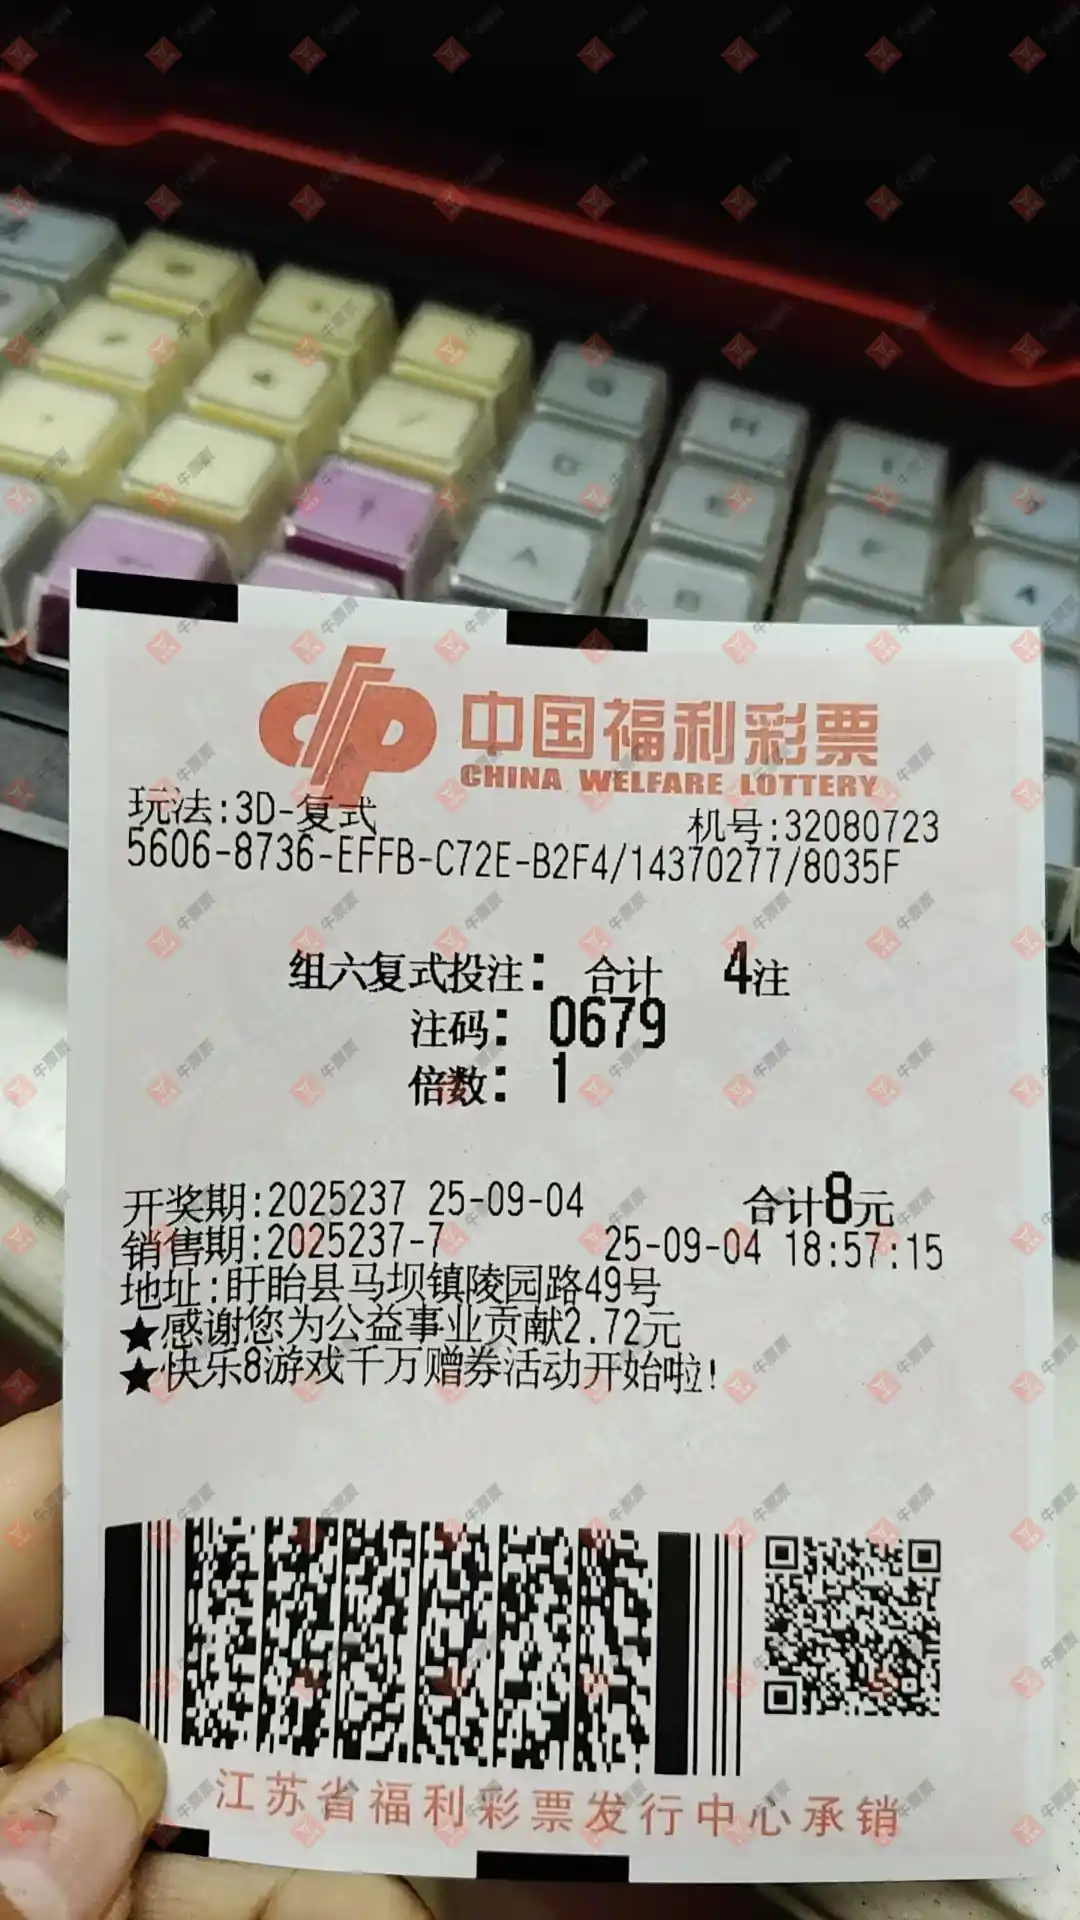 中国福利彩票
CHINA WELFARE LOTTERY
玩法:3D-复式
机号:32080723
5606-8736-EFFB-C72E-B2F4/14370277/8035F
组六复式投注: 合计 4注
注码: 0679
倍数: 1
开奖期:2025237 25-09-04 合计8元
销售期:2025237-7 25-09-04 18:57:15
地址:盱眙县马坝镇陵园路49号
★感谢您为公益事业贡献2.72元
★快乐8游戏千万赠券活动开始啦!
江苏省福利彩票发行中心承销
牛票票